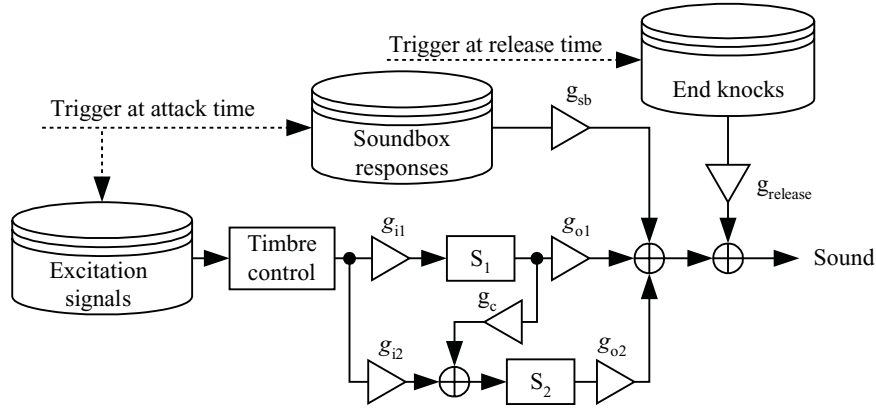 Trigger at release time
End knocks
g_sb
Trigger at attack time
Soundbox
responses
g_release
Excitation
signals
Timbre
control
g_i1
S_1
g_o1
Sound
g_c
g_i2
S_2
g_o2